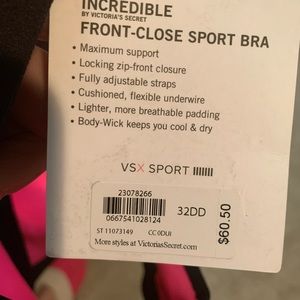 INCREDIBLE
BY VICTORIA'S SECRET
FRONT-CLOSE SPORT BRA
• Maximum support
• Locking zip-front closure
• Fully adjustable straps
• Cushioned, flexible underwire
• Lighter, more breathable padding
• Body-Wick keeps you cool & dry
VSX SPORT
23078266
0667541028124
32DD
$60.50
ST 11073149 CC 0DUI
More styles at VictoriasSecret.com